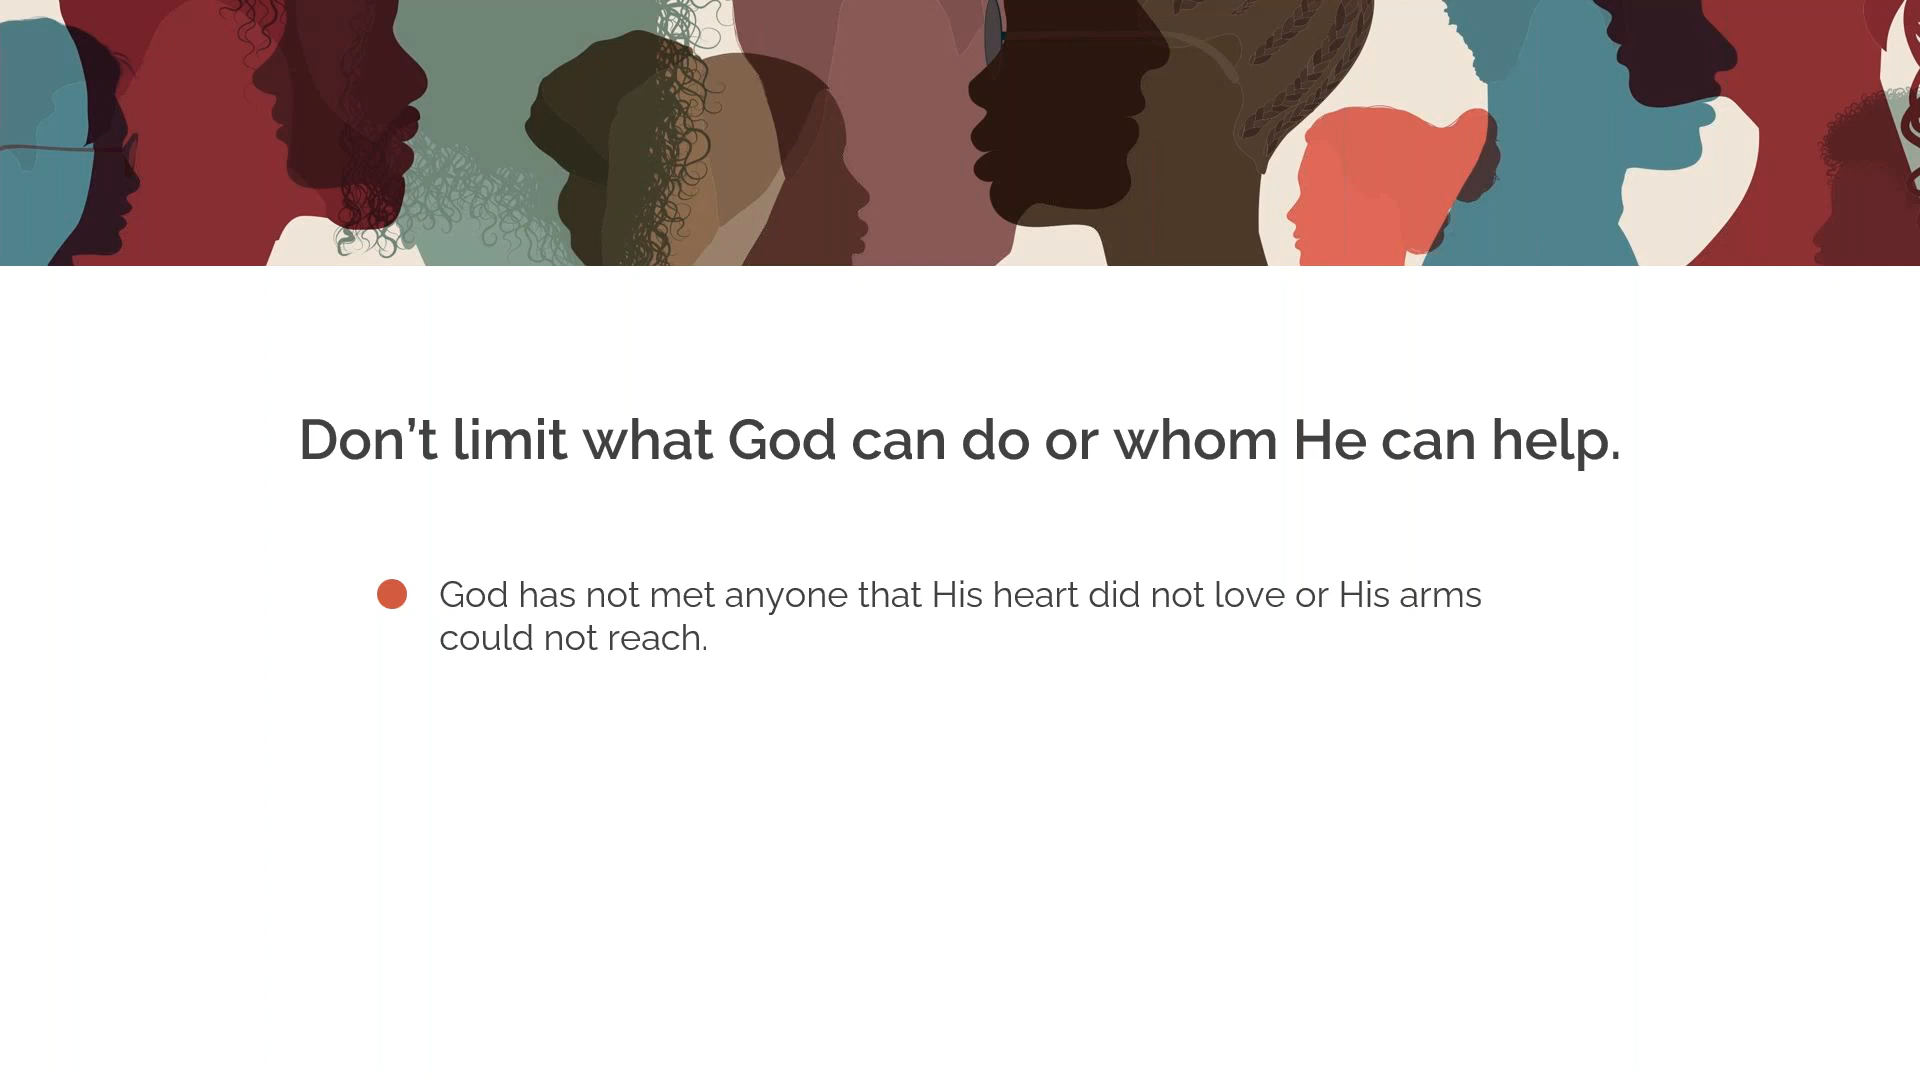 Don’t limit what God can do or whom He can help.
God has not met anyone that His heart did not love or His arms
could not reach.